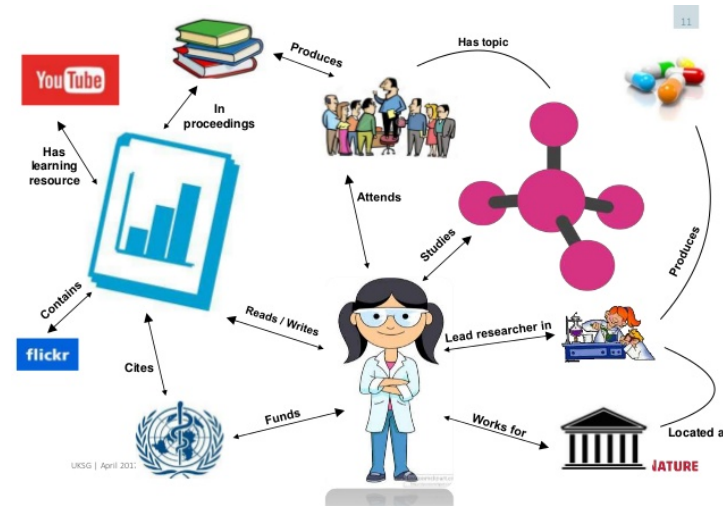 11
YouTube
Produces
Has topic
In
proceedings
Has
learning
resource
Attends
Studies
Produces
Contains
Reads / Writes
Lead researcher in
flickr
Cites
Funds
Works for
Located a
NATURE
UKSG | April 201